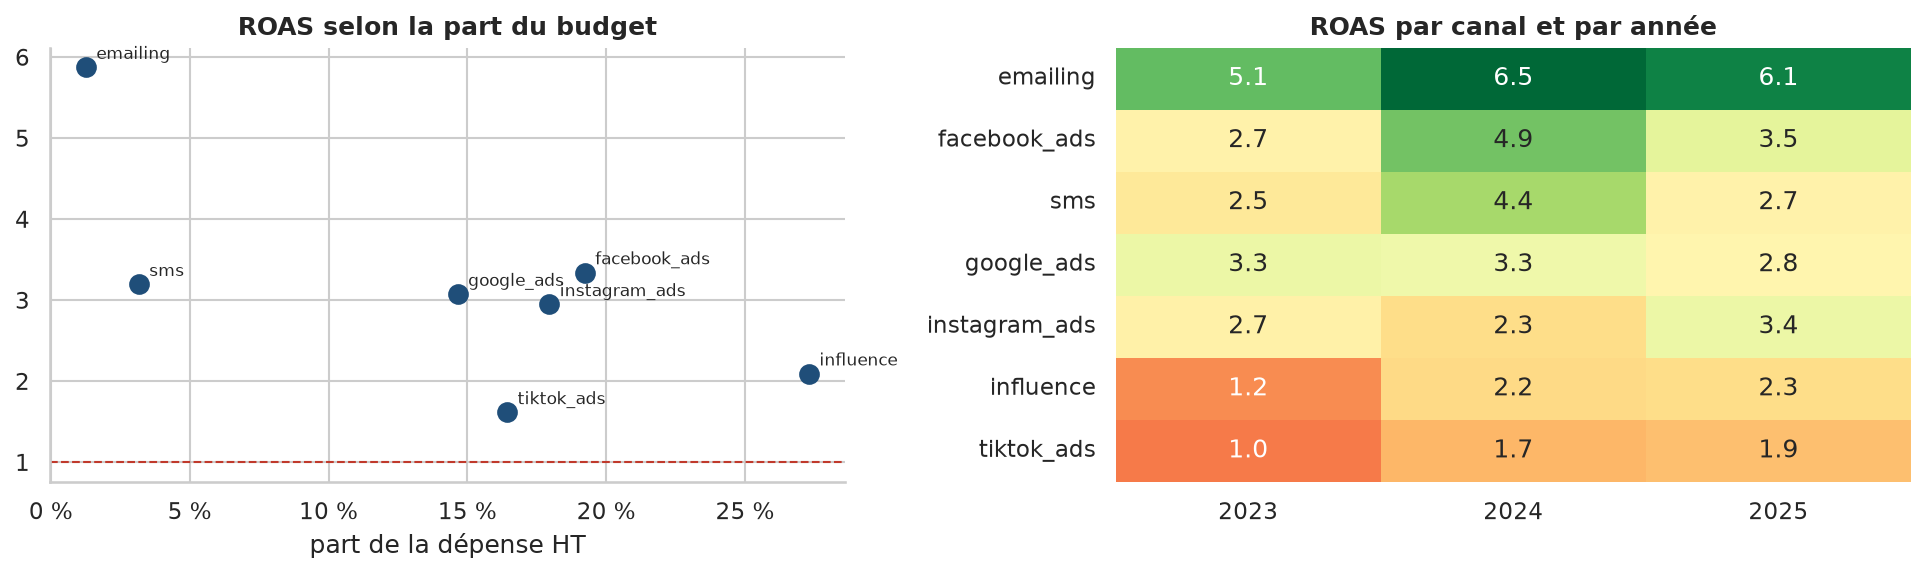 ROAS selon la part du budget
6
5
4
3
2
1
emailing
sms
facebook_ads
google_ads
instagram_ads
influence
tiktok_ads
0 %
5 %
10 %
15 %
20 %
25 %
part de la dépense HT
ROAS par canal et par année
emailing 5.1 6.5 6.1
facebook_ads 2.7 4.9 3.5
sms 2.5 4.4 2.7
google_ads 3.3 3.3 2.8
instagram_ads 2.7 2.3 3.4
influence 1.2 2.2 2.3
tiktok_ads 1.0 1.7 1.9
2023 2024 2025